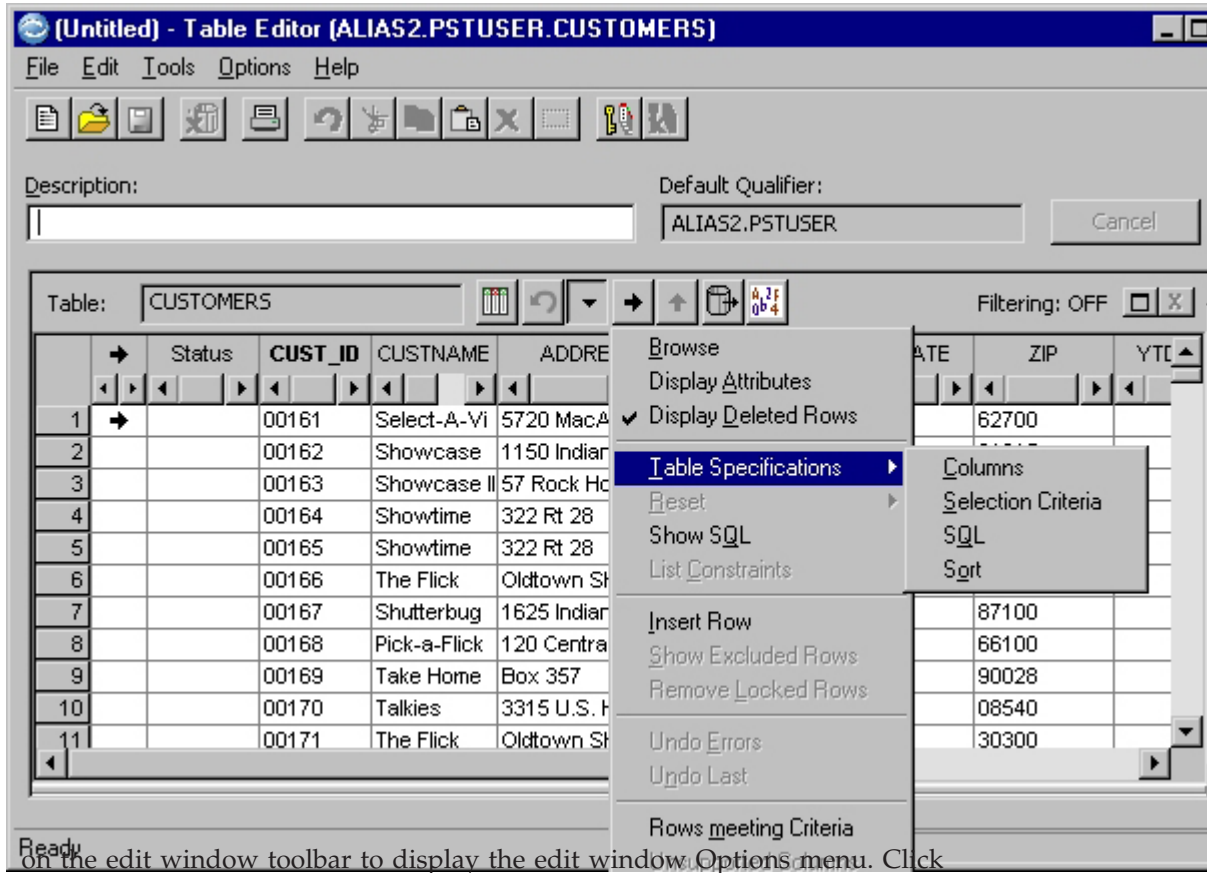 (Untitled) - Table Editor (ALIAS2.PSTUSER.CUSTOMERS)
File Edit Tools Options Help
Description:
Default Qualifier:
ALIAS2.PSTUSER
Cancel
Table: CUSTOMERS
Filtering: OFF
Status CUST_ID CUSTNAME ADDRE ATE ZIP YTD
1 00161 Select-A-Vi 5720 MacA 62700
2 00162 Showcase 1150 Indian
3 00163 Showcase II 57 Rock Ho
4 00164 Showtime 322 Rt 28
5 00165 Showtime 322 Rt 28
6 00166 The Flick Oldtown Sh
7 00167 Shutterbug 1625 Indian 87100
8 00168 Pick-a-Flick 120 Centra 66100
9 00169 Take Home Box 357 90028
10 00170 Talkies 3315 U.S. H 08540
11 00171 The Flick Oldtown Sh 30300
Browse
Display Attributes
Display Deleted Rows
Table Specifications
Reset
Show SQL
List Constraints
Insert Row
Show Excluded Rows
Remove Locked Rows
Undo Errors
Undo Last
Rows meeting Criteria
Unsupported Columns
Columns
Selection Criteria
SQL
Sort
Ready
on the edit window toolbar to display the edit window Options menu. Click